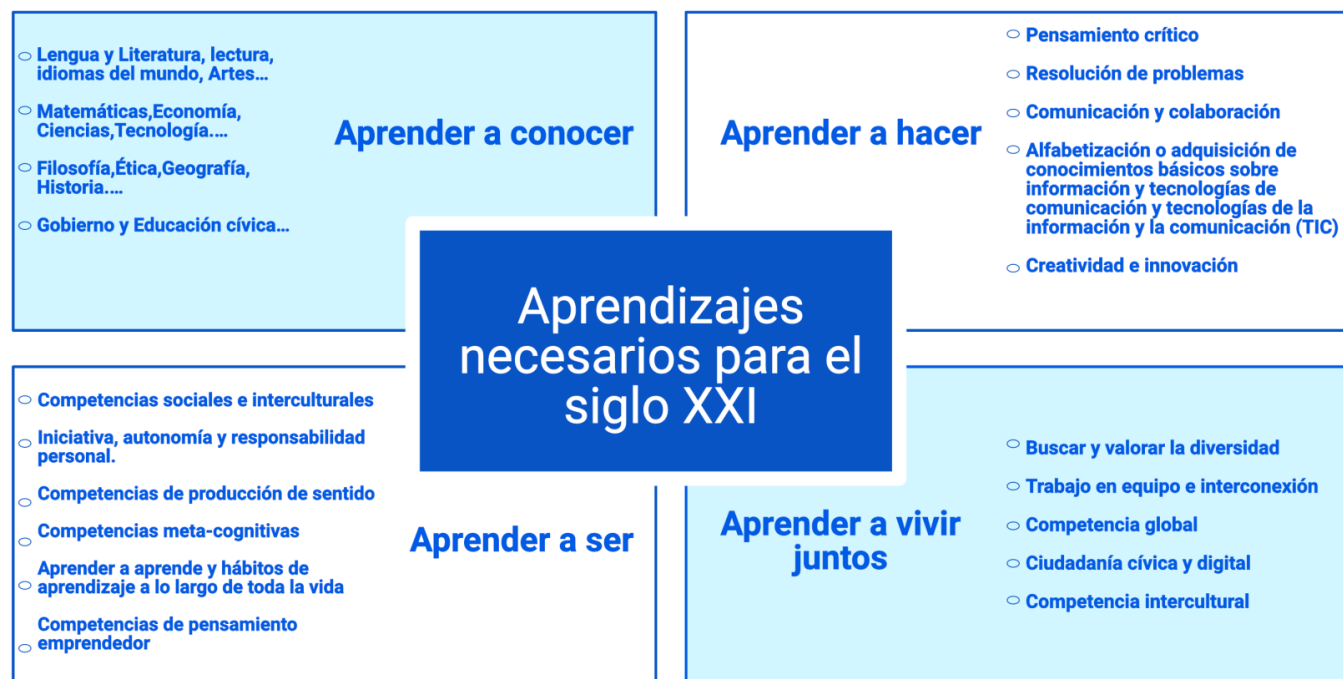 Lengua y Literatura, lectura,
idiomas del mundo, Artes...
Matemáticas,Economía,
Ciencias,Tecnología....
Filosofía,Ética,Geografía,
Historia....
Gobierno y Educación cívica...
Aprender a conocer
Aprender a hacer
Pensamiento crítico
Resolución de problemas
Comunicación y colaboración
Alfabetización o adquisición de
conocimientos básicos sobre
información y tecnologías de
comunicación y tecnologías de la
información y la comunicación (TIC)
Creatividad e innovación
Aprendizajes
necesarios para el
siglo XXI
Competencias sociales e interculturales
Iniciativa, autonomía y responsabilidad
personal.
Competencias de producción de sentido
Competencias meta-cognitivas
Aprender a aprende y hábitos de
aprendizaje a lo largo de toda la vida
Competencias de pensamiento
emprendedor
Aprender a ser
Aprender a vivir
juntos
Buscar y valorar la diversidad
Trabajo en equipo e interconexión
Competencia global
Ciudadanía cívica y digital
Competencia intercultural